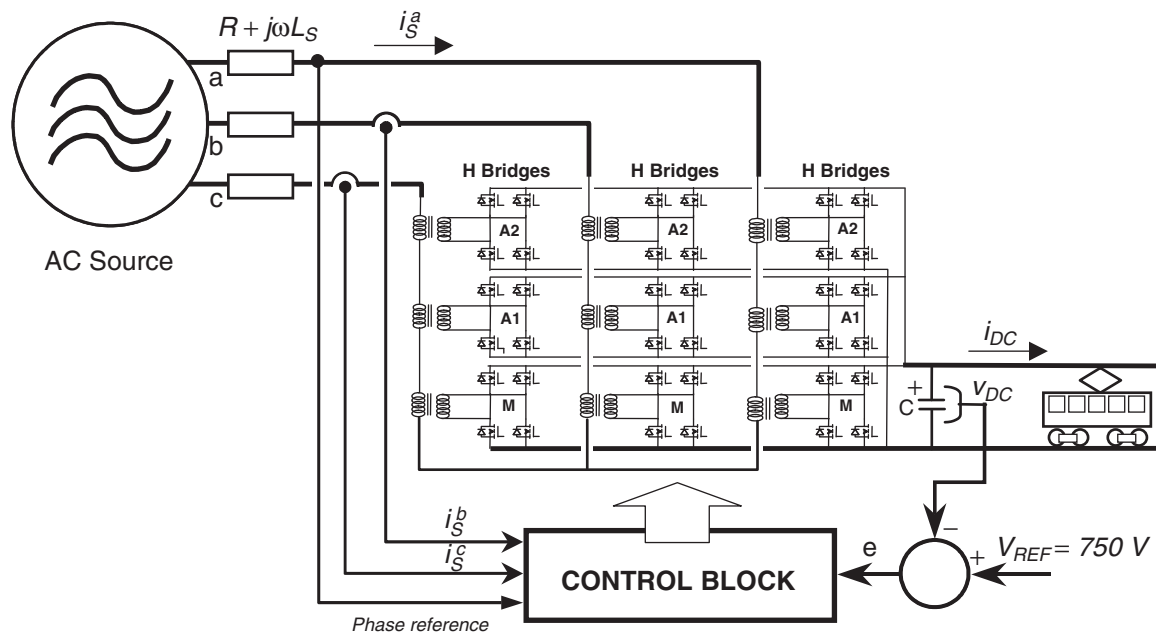 R + jωL_S
i_S^a
a
b
c
AC Source
H Bridges H Bridges H Bridges
A2 A2 A2
A1 A1 A1
M M M
i_DC
+
C
v_DC
i_S^b
i_S^c
Phase reference
CONTROL BLOCK
e
−
+
V_REF = 750 V